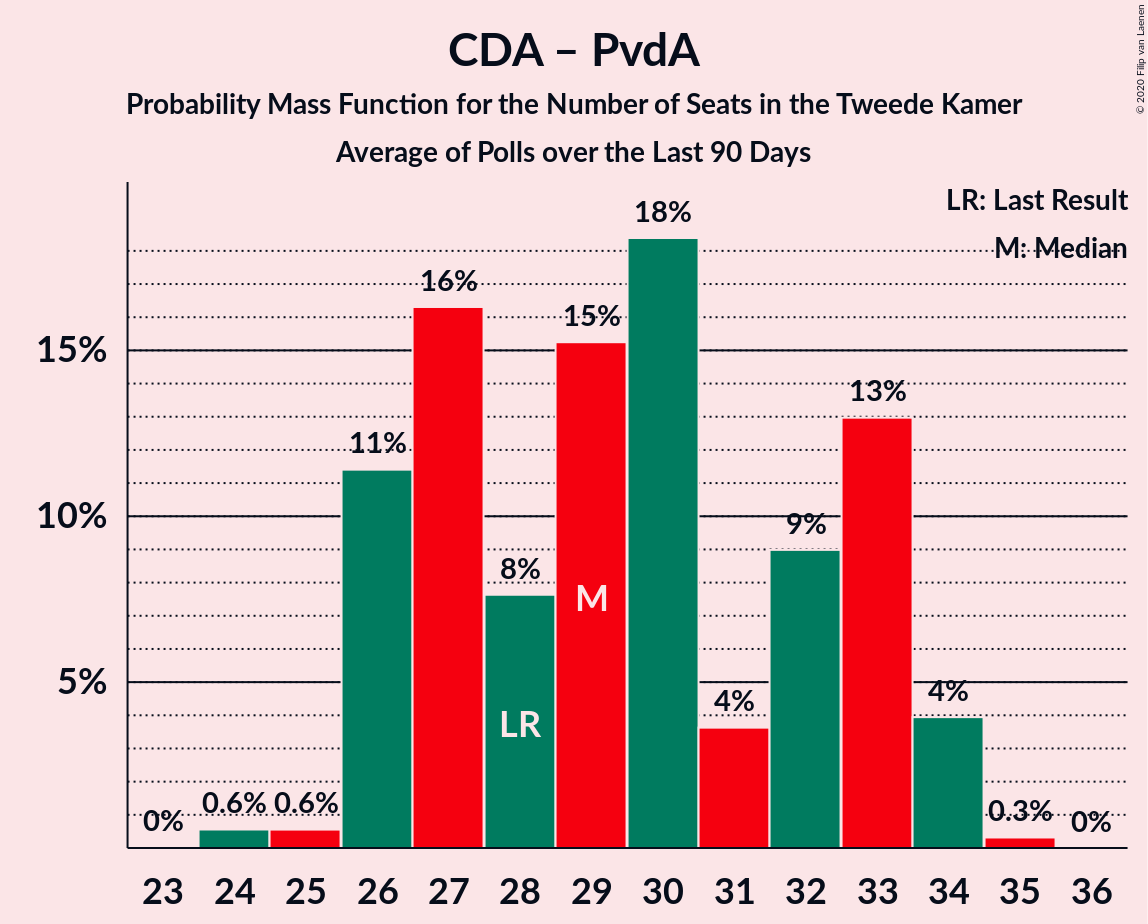 CDA – PvdA
Probability Mass Function for the Number of Seats in the Tweede Kamer
Average of Polls over the Last 90 Days
© 2020 Filip van Laenen
LR: Last Result
M: Median
15%
10%
5%
0%
0.6%
0.6%
11%
16%
8%
15%
18%
4%
9%
13%
4%
0.3%
0%
LR
M
23 24 25 26 27 28 29 30 31 32 33 34 35 36